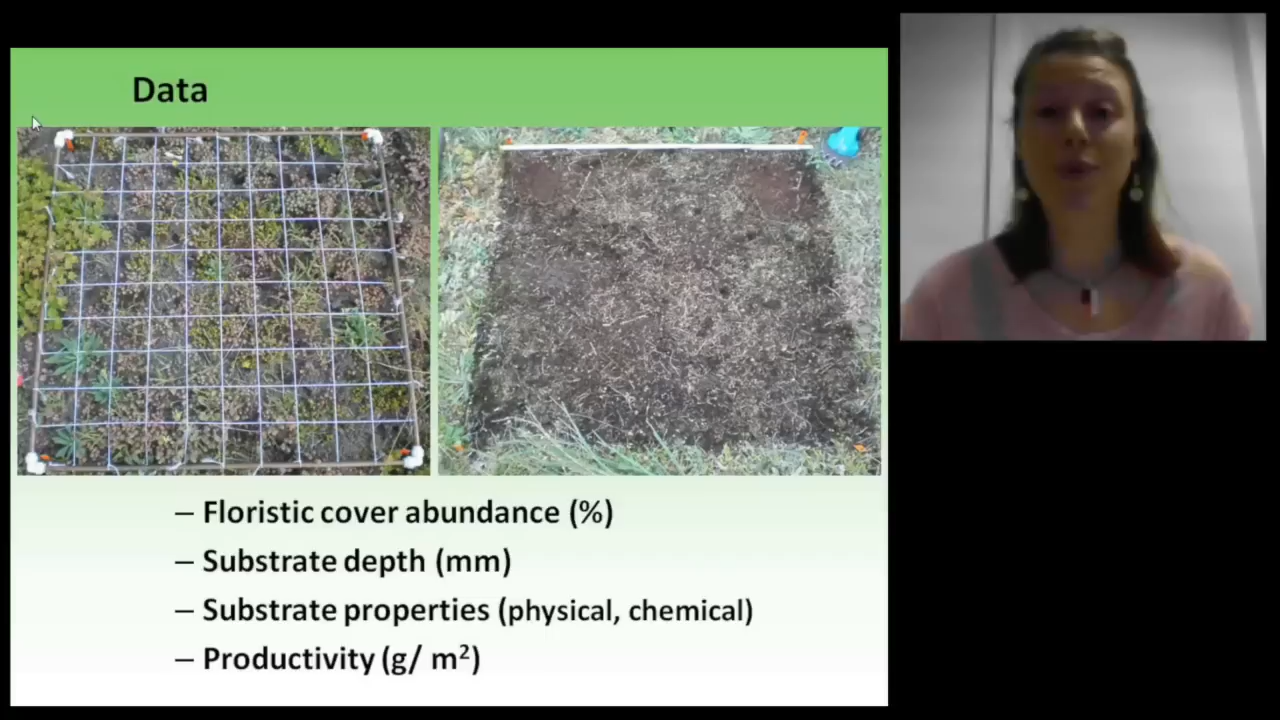 Data
– Floristic cover abundance (%)
– Substrate depth (mm)
– Substrate properties (physical, chemical)
– Productivity (g/ m²)